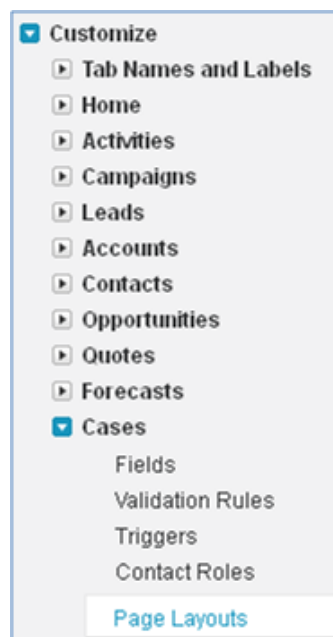 Customize
Tab Names and Labels
Home
Activities
Campaigns
Leads
Accounts
Contacts
Opportunities
Quotes
Forecasts
Cases
Fields
Validation Rules
Triggers
Contact Roles
Page Layouts